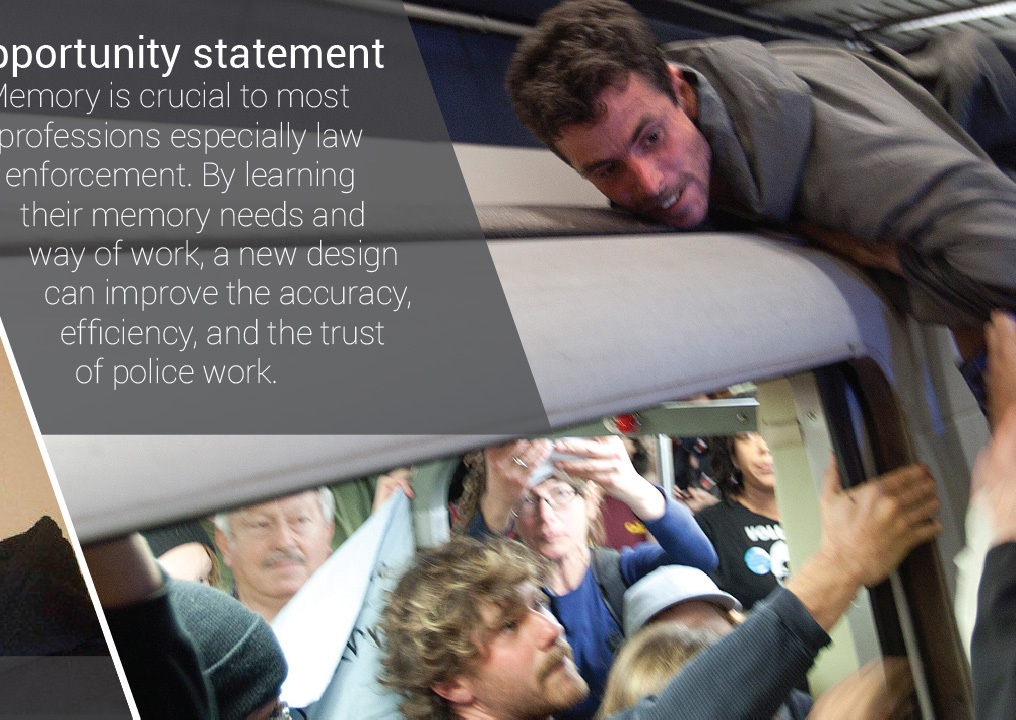 pportunity statement
Memory is crucial to most
professions especially law
enforcement. By learning
their memory needs and
way of work, a new design
can improve the accuracy,
efficiency, and the trust
of police work.